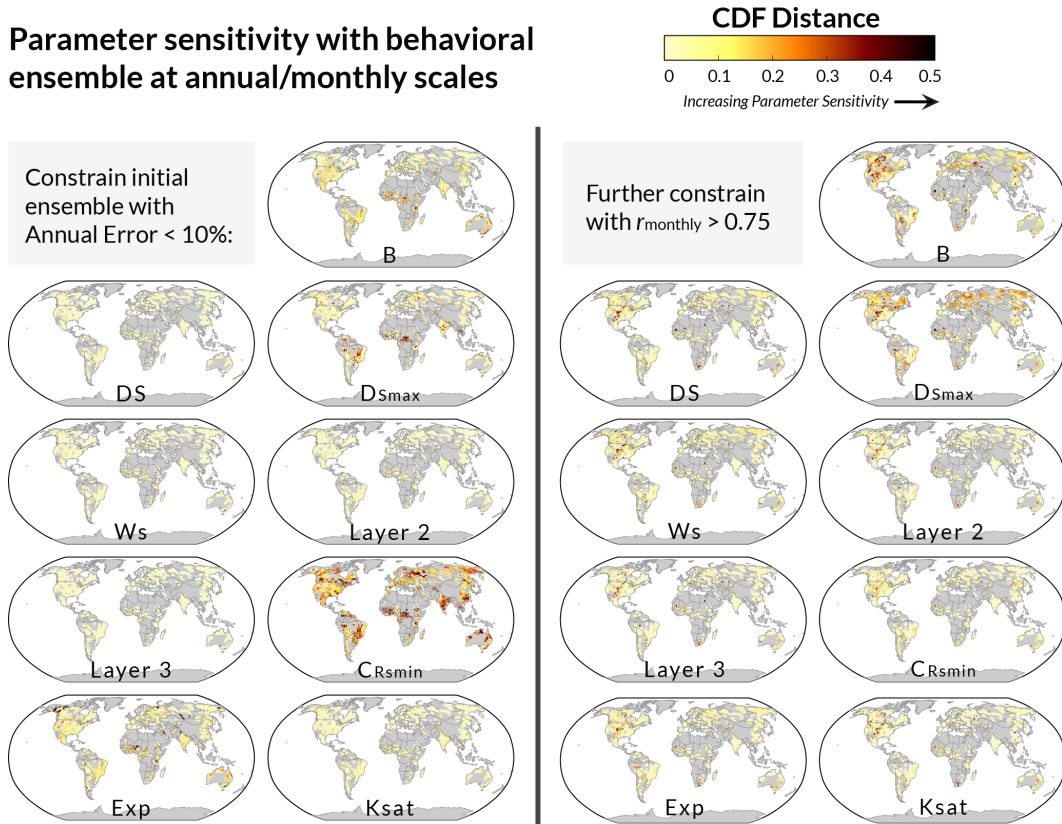 Parameter sensitivity with behavioral
ensemble at annual/monthly scales
CDF Distance
0 0.1 0.2 0.3 0.4 0.5
Increasing Parameter Sensitivity
Constrain initial
ensemble with
Annual Error < 10%:
B
DS
DSmax
Ws
Layer 2
Layer 3
CRsmin
Exp
Ksat
Further constrain
with rmonthly > 0.75
B
DS
DSmax
Ws
Layer 2
Layer 3
CRsmin
Exp
Ksat